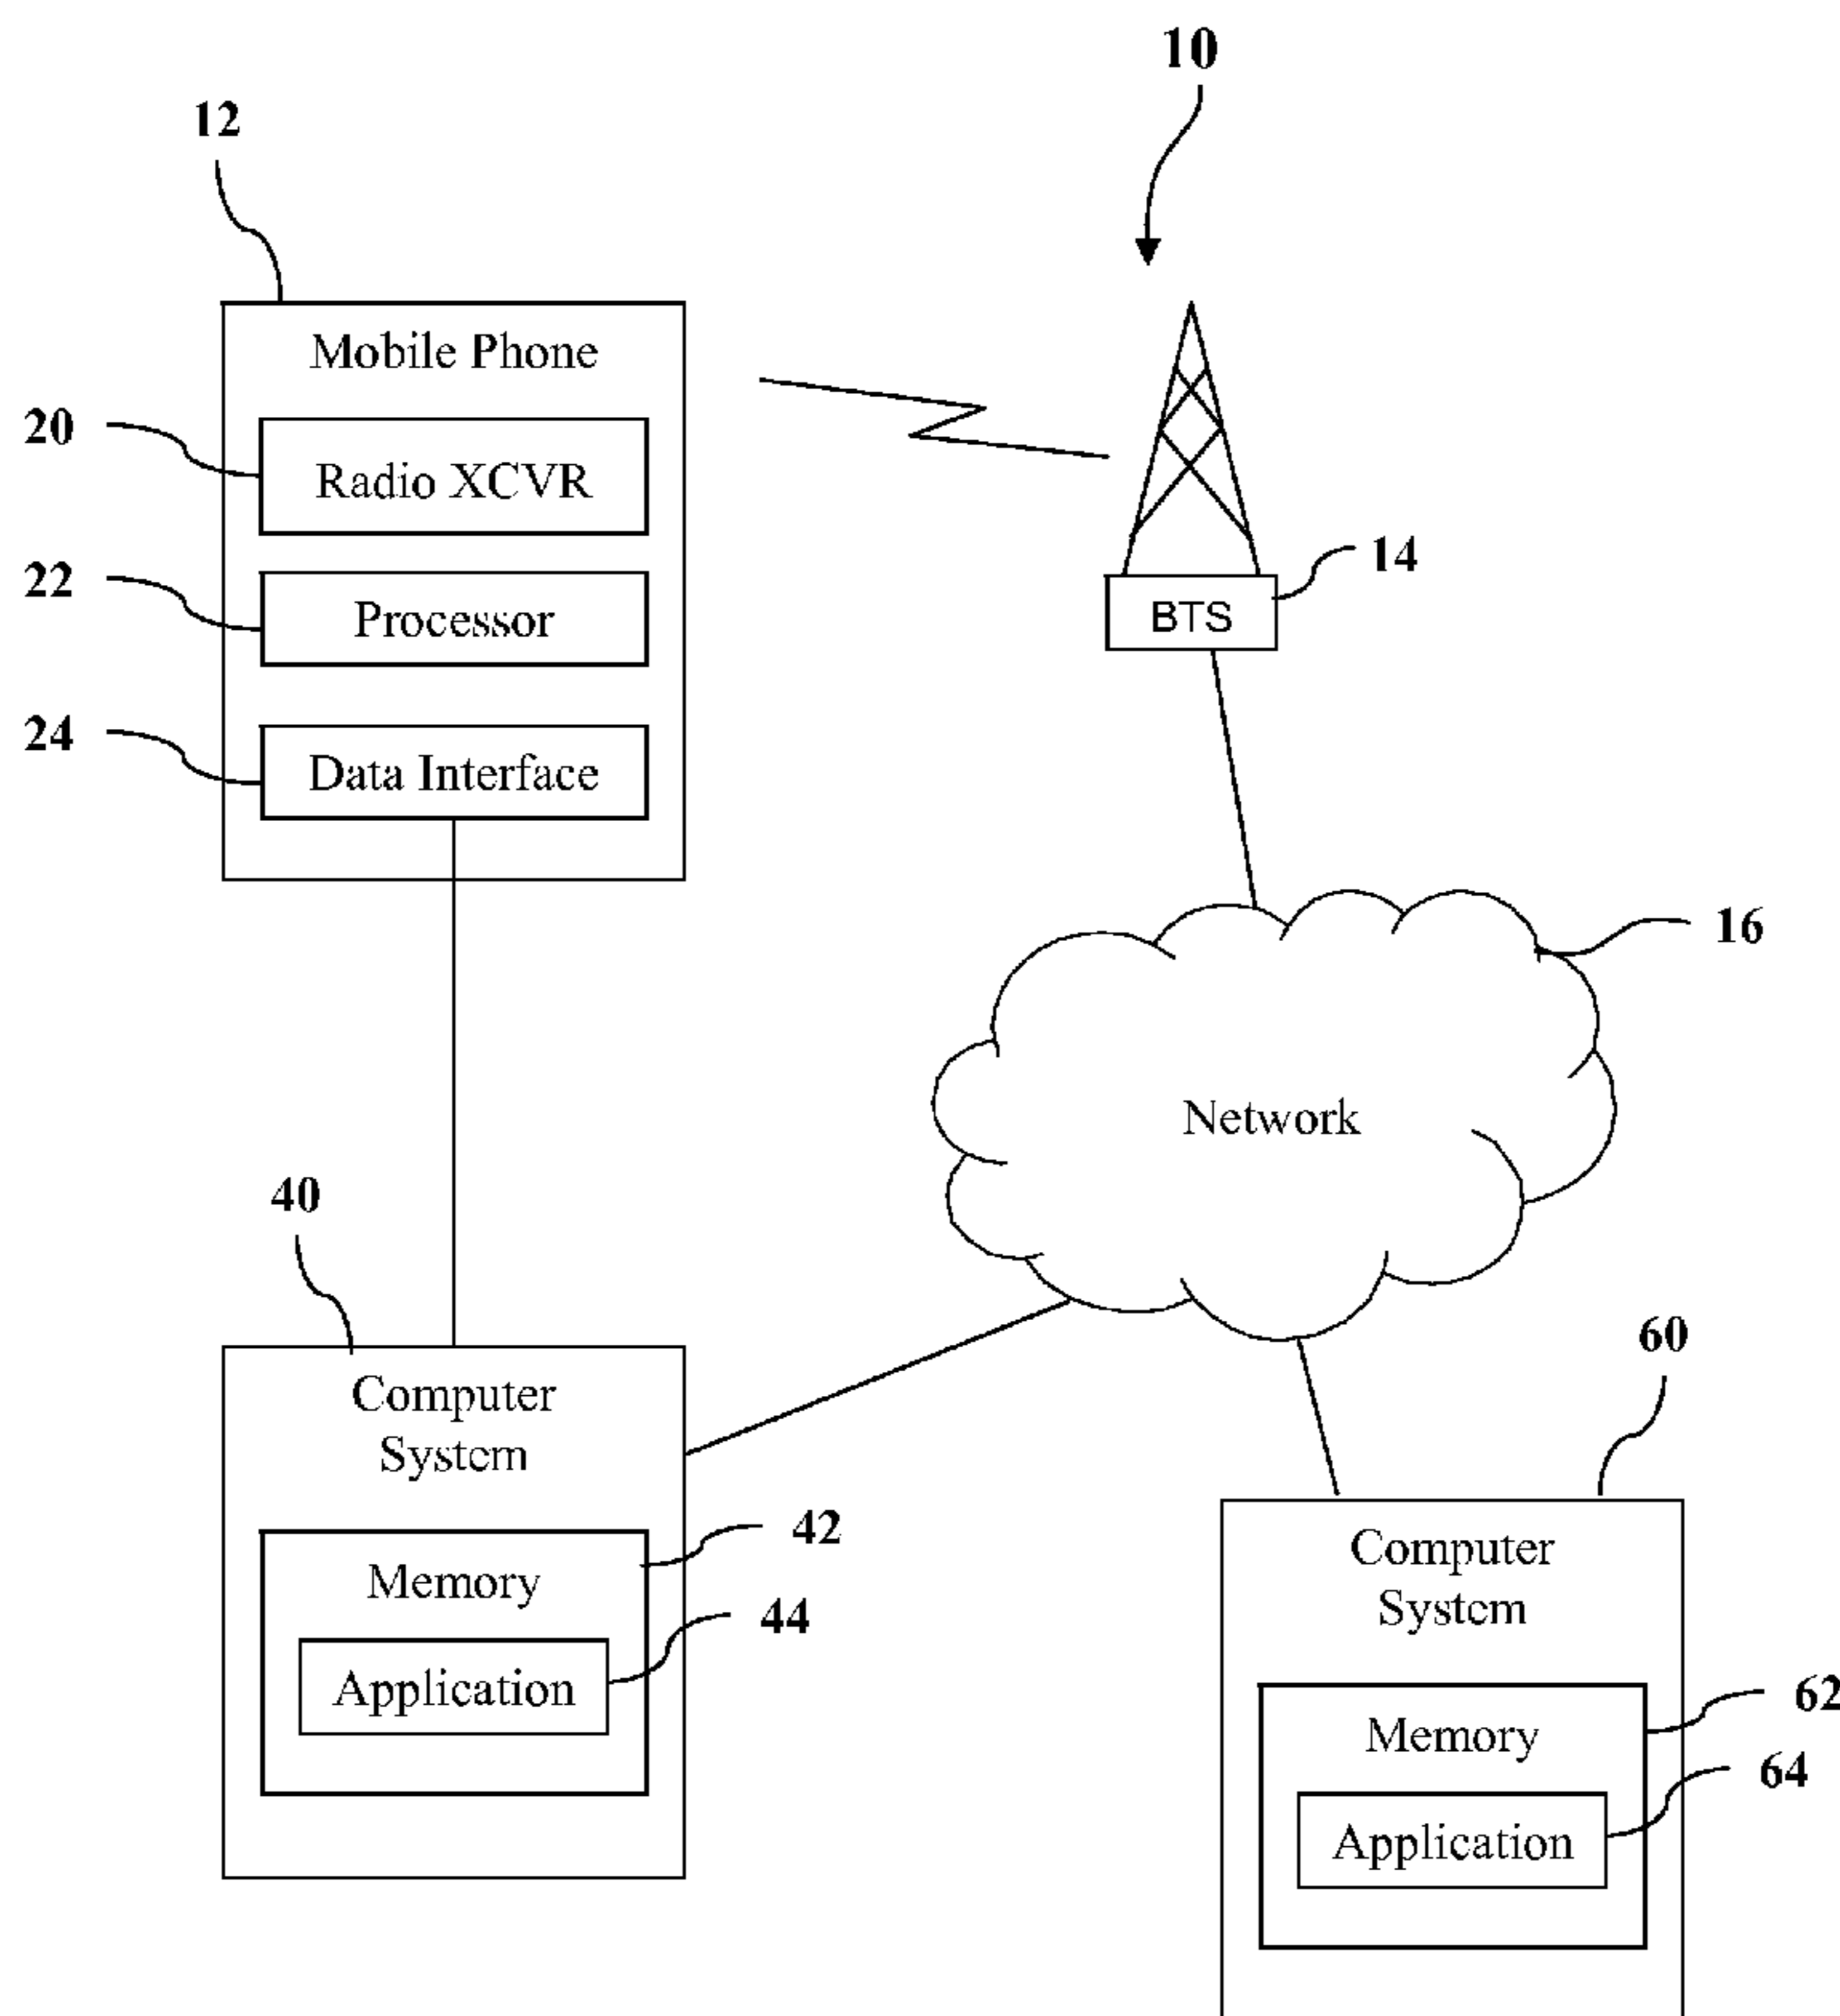 10
12
Mobile Phone
20
Radio XCVR
22
Processor
24
Data Interface
14
BTS
16
Network
40
Computer
System
42
Memory
44
Application
60
Computer
System
62
Memory
64
Application